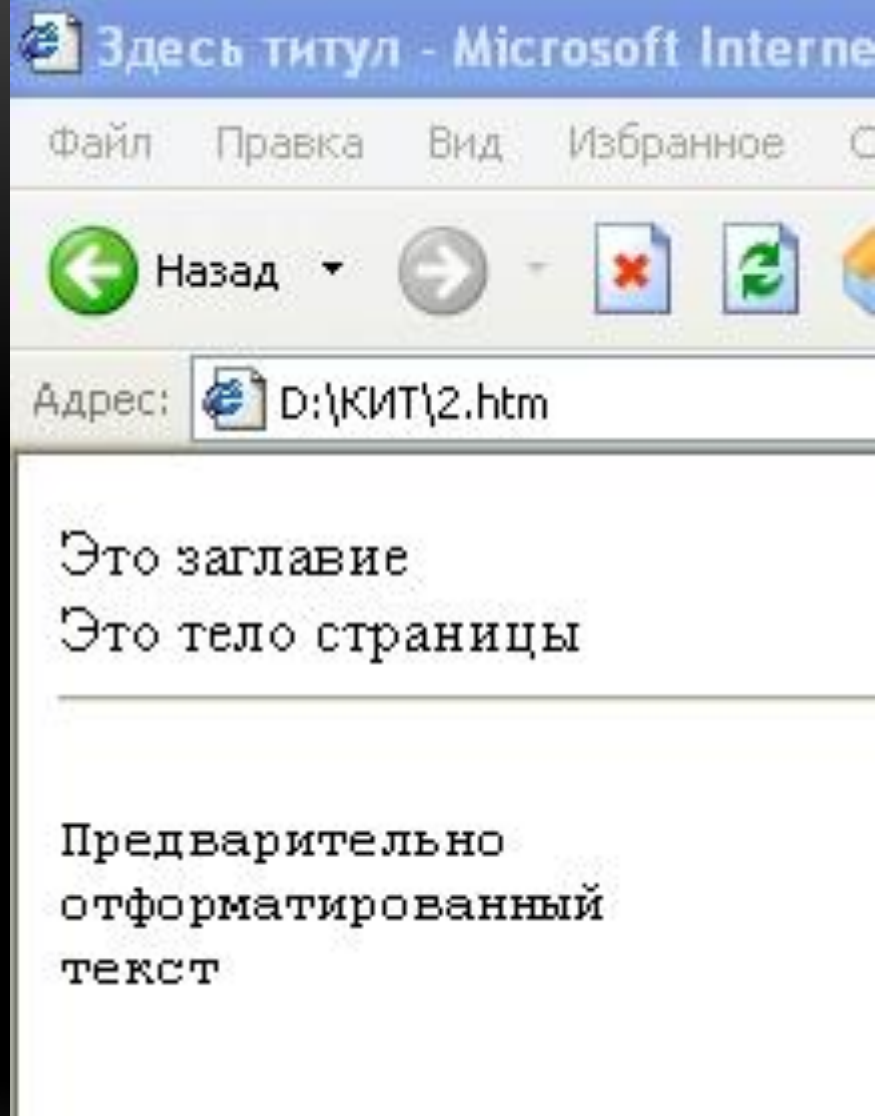 Здесь титул - Microsoft Interne
Файл Правка Вид Избранное С
Назад
Адрес: D:\КИТ\2.htm
Это заглавие
Это тело страницы
Предварительно
отформатированный
текст